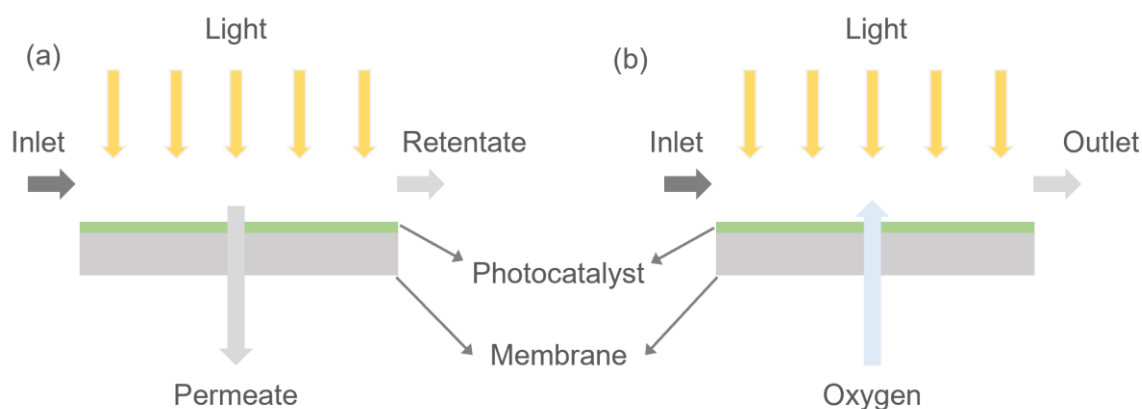 Light
(a)
Inlet
Retentate
Light
(b)
Inlet
Outlet
Photocatalyst
Membrane
Permeate
Oxygen